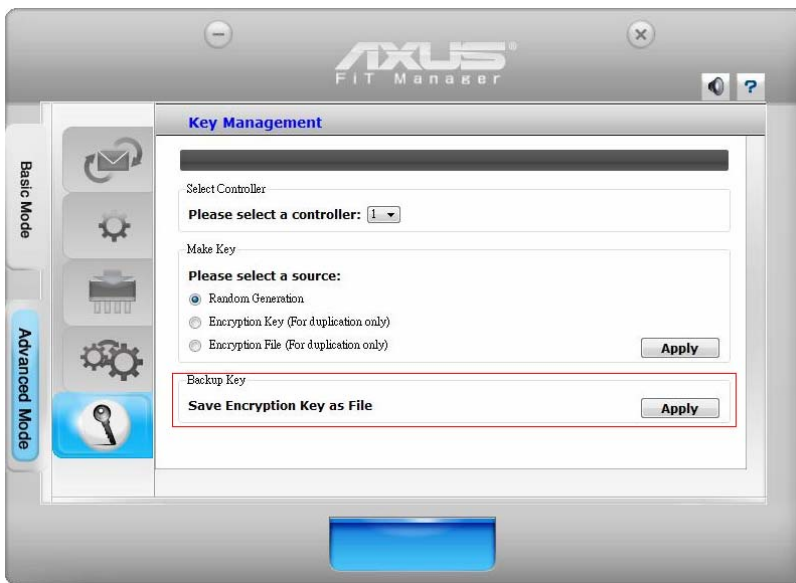 AXUS®
FiT Manager
?
Key Management
Basic Mode
Advanced Mode
Select Controller
Please select a controller: 1
Make Key
Please select a source:
Random Generation
Encryption Key (For duplication only)
Encryption File (For duplication only)
Apply
Backup Key
Save Encryption Key as File
Apply